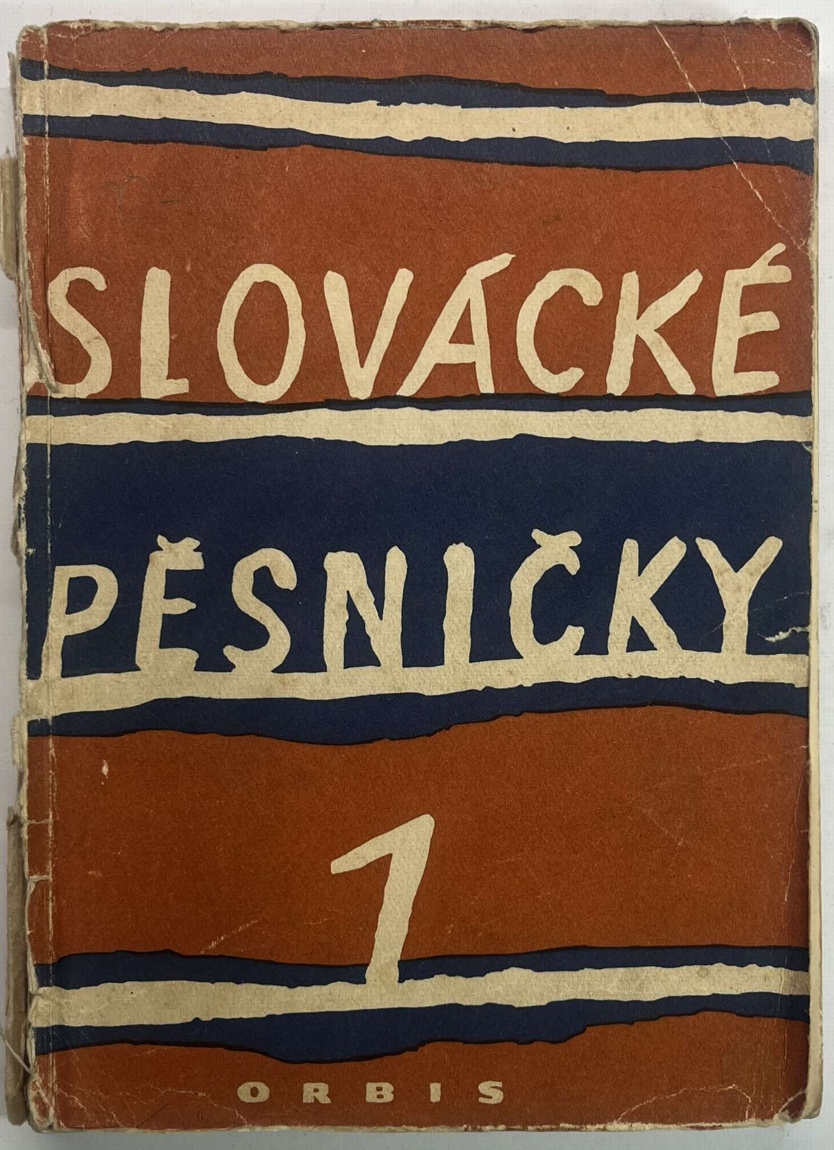 SLOVÁCKÉ
PĚSNIČKY
1
ORBIS